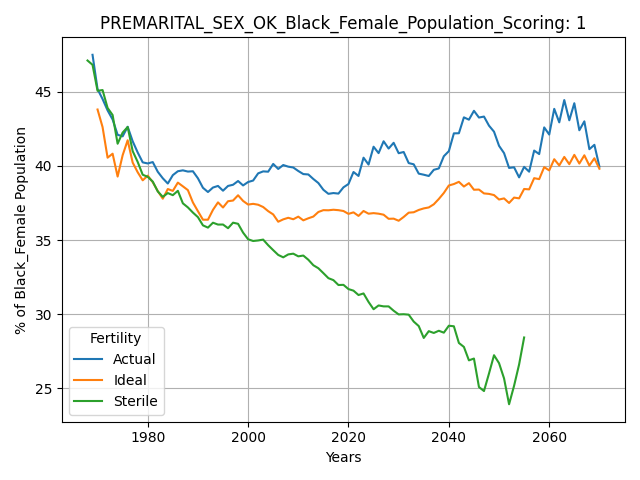 PREMARITAL_SEX_OK_Black_Female_Population_Scoring: 1
% of Black_Female Population
45
40
35
30
25
Fertility
Actual
Ideal
Sterile
1980
2000
2020
2040
2060
Years